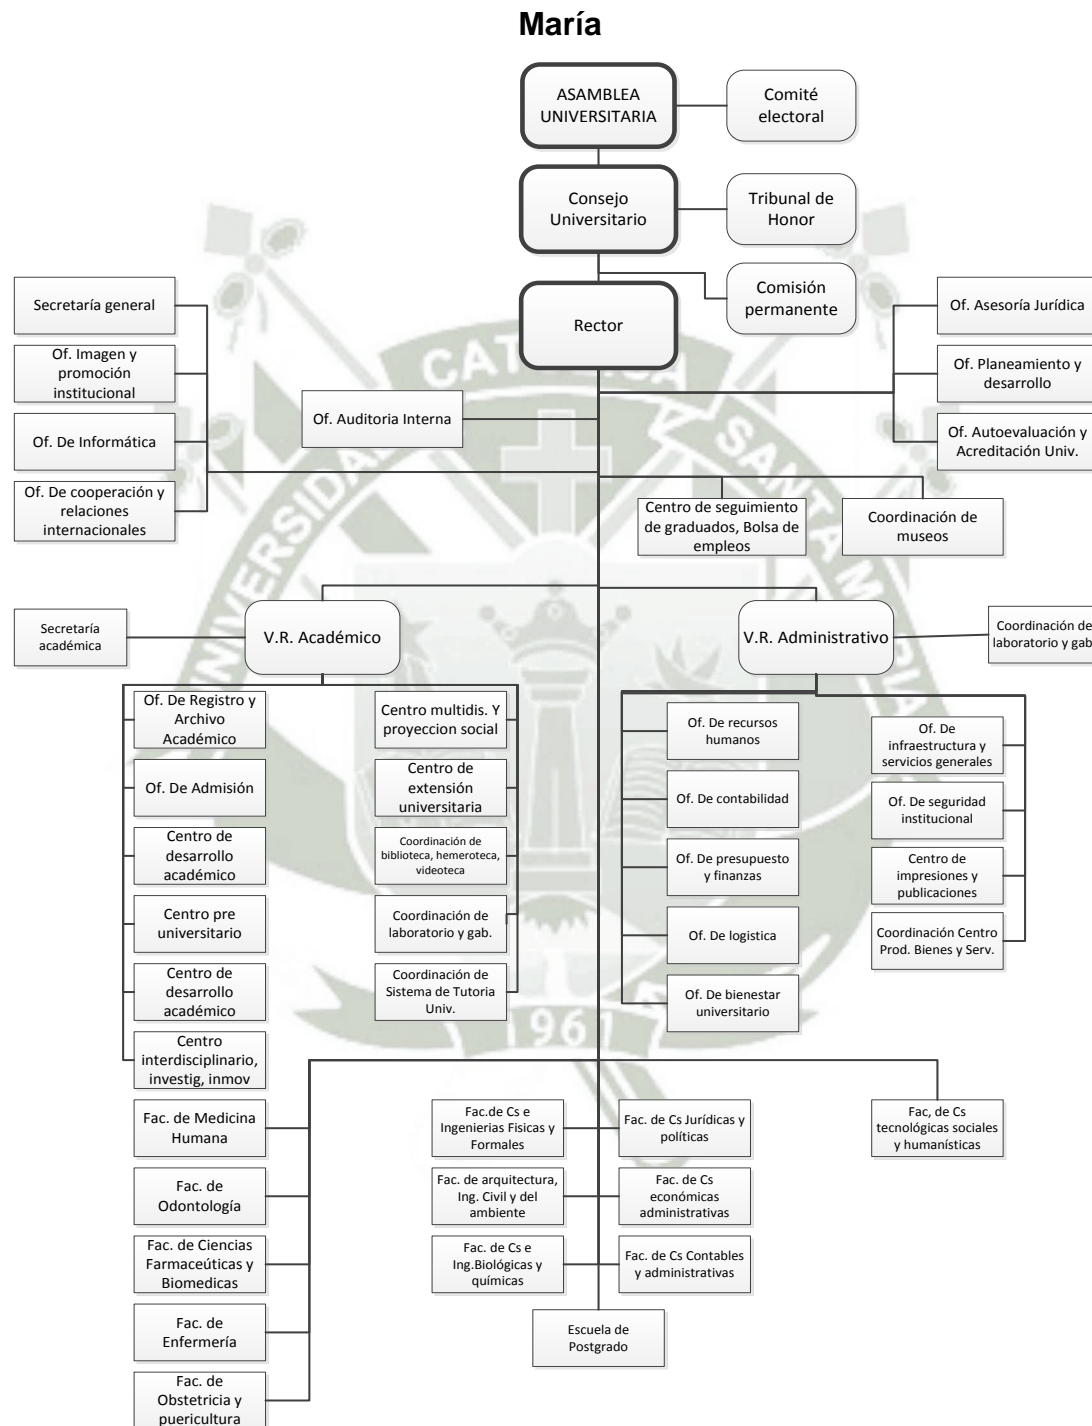 María
ASAMBLEA
UNIVERSITARIA
Comité
electoral
Consejo
Universitario
Tribunal de
Honor
Comisión
permanente
Rector
Secretaría general
Of. Imagen y
promoción
institucional
Of. De Informática
Of. De cooperación y
relaciones
internacionales
Of. Auditoria Interna
Of. Asesoría Jurídica
Of. Planeamiento y
desarrollo
Of. Autoevaluación y
Acreditación Univ.
Centro de seguimiento
de graduados, Bolsa de
empleos
Coordinación de
museos
Secretaría
académica
V.R. Académico
V.R. Administrativo
Coordinación de
laboratorio y gab.
Of. De Registro y
Archivo
Académico
Of. De Admisión
Centro de
desarrollo
académico
Centro pre
universitario
Centro de
desarrollo
académico
Centro
interdisciplinario,
investig, inmov
Centro multidis. Y
proyeccion social
Centro de
extensión
universitaria
Coordinación de
biblioteca, hemeroteca,
videoteca
Coordinación de
laboratorio y gab.
Coordinación de
Sistema de Tutoria
Univ.
Of. De recursos
humanos
Of. De contabilidad
Of. De presupuesto
y finanzas
Of. De logistica
Of. De bienestar
universitario
Of. De
infraestructura y
servicios generales
Of. De seguridad
institucional
Centro de
impresiones y
publicaciones
Coordinación Centro
Prod. Bienes y Serv.
Fac. de Medicina
Humana
Fac. de
Odontología
Fac. de Ciencias
Farmaceúticas y
Biomedicas
Fac. de
Enfermería
Fac. de
Obstetricia y
puericultura
Fac.de Cs e
Ingenierias Fisicas y
Formales
Fac. de arquitectura,
Ing. Civil y del
ambiente
Fac. de Cs e
Ing.Biológicas y
químicas
Fac. de Cs Jurídicas y
políticas
Fac. de Cs
económicas
administrativas
Fac. de Cs Contables
y administrativas
Fac, de Cs
tecnológicas sociales
y humanísticas
Escuela de
Postgrado
UNIVERSIDAD CATOLICA SANTA MARIA
1961